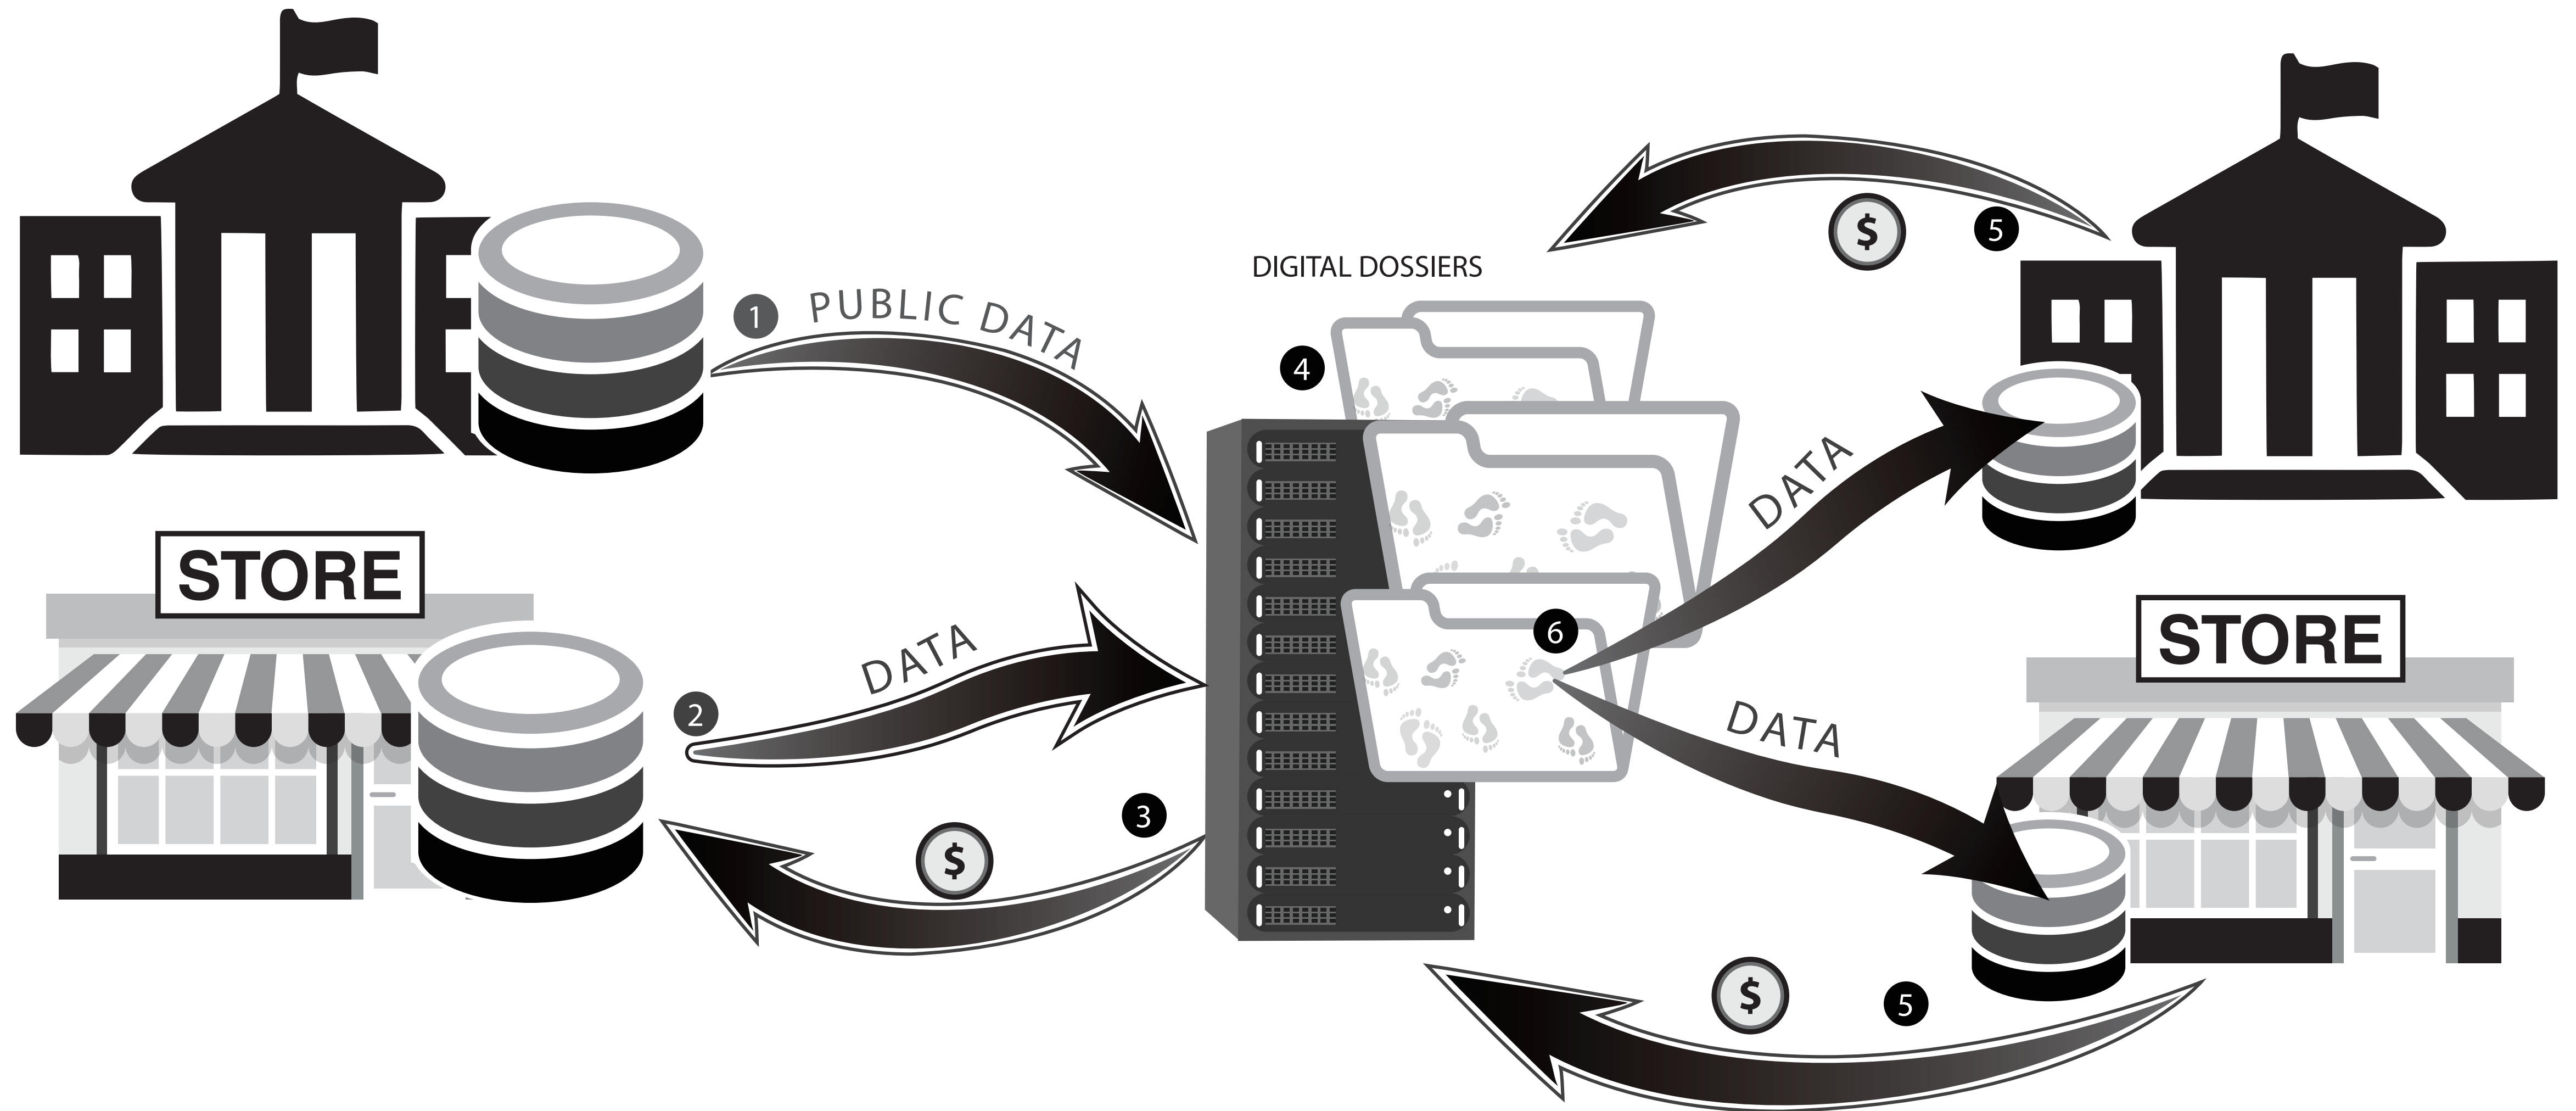 1 PUBLIC DATA
$ 5
DIGITAL DOSSIERS
4
STORE
2 DATA
3
$
6
DATA
DATA
STORE
$ 5